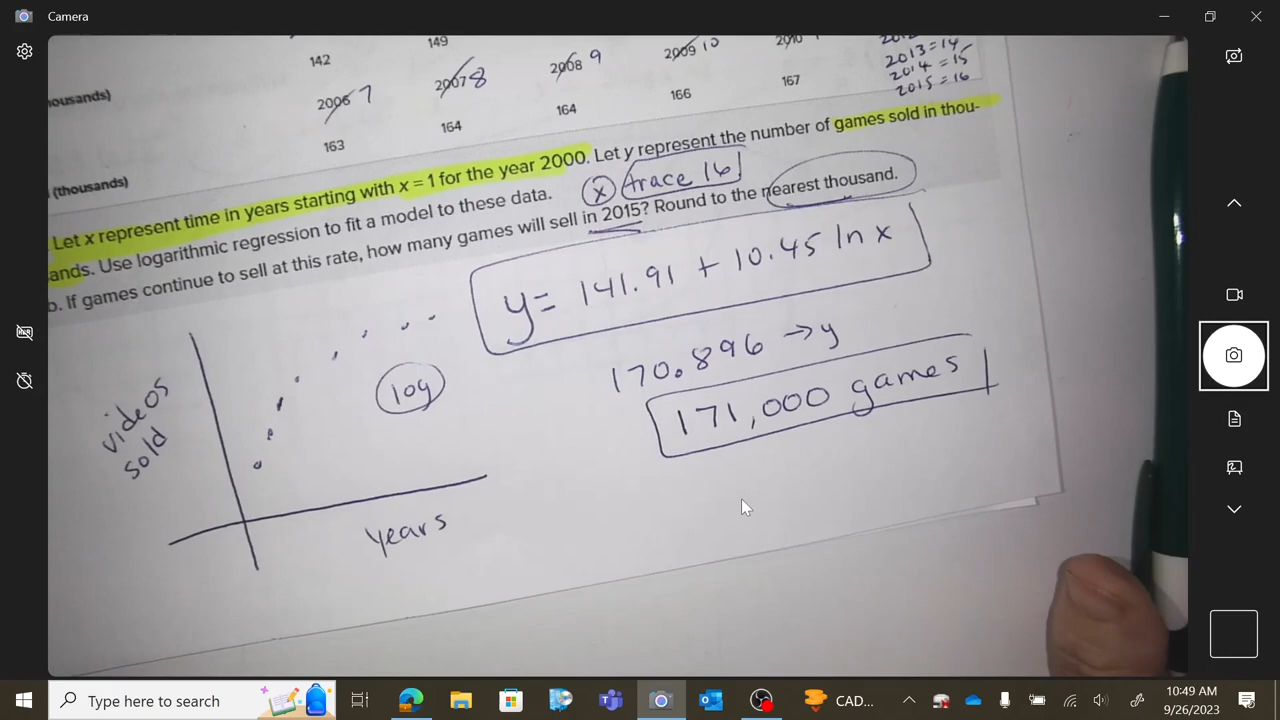 Camera
142
149
2006 7
2007 8
2008 9
2009 10
2010
2013 = 14
2014 = 15
2015 = 16
ousands)
163
164
164
166
167
(thousands)
Let x represent time in years starting with x = 1 for the year 2000. Let y represent the number of games sold in thou-
ands. Use logarithmic regression to fit a model to these data.
x trace 16
b. If games continue to sell at this rate, how many games will sell in 2015? Round to the nearest thousand.
y = 141.91 + 10.45 ln x
170.896 → y
171,000 games
log
videos
sold
years
Type here to search
CAD...
10:49 AM
9/26/2023